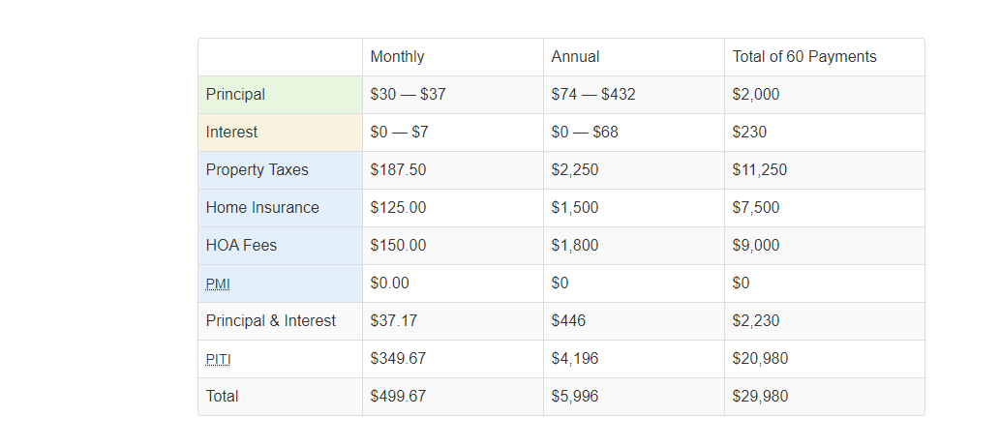 Monthly Annual Total of 60 Payments
Principal $30 — $37 $74 — $432 $2,000
Interest $0 — $7 $0 — $68 $230
Property Taxes $187.50 $2,250 $11,250
Home Insurance $125.00 $1,500 $7,500
HOA Fees $150.00 $1,800 $9,000
PMI $0.00 $0 $0
Principal & Interest $37.17 $446 $2,230
PITI $349.67 $4,196 $20,980
Total $499.67 $5,996 $29,980